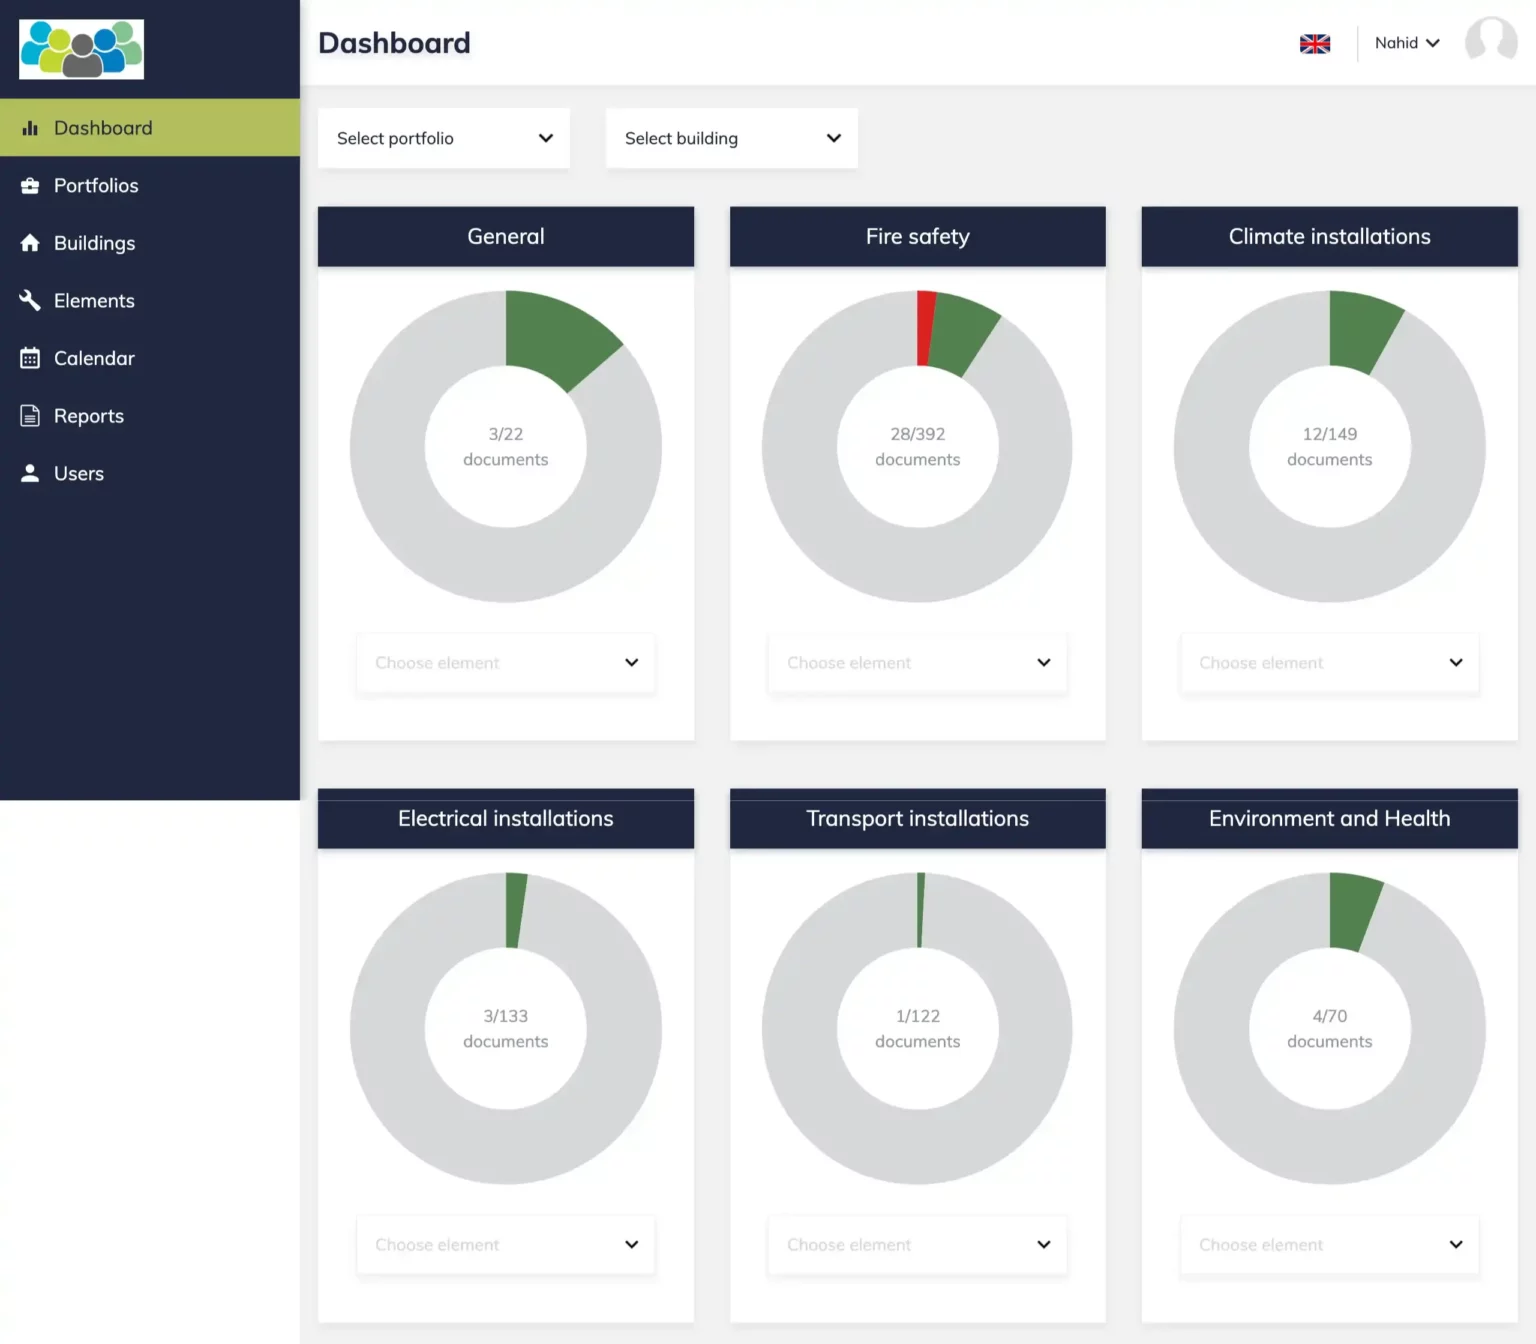 Dashboard
Nahid
Dashboard
Portfolios
Buildings
Elements
Calendar
Reports
Users
Select portfolio
Select building
General
3/22
documents
Choose element
Fire safety
28/392
documents
Choose element
Climate installations
12/149
documents
Choose element
Electrical installations
3/133
documents
Choose element
Transport installations
1/122
documents
Choose element
Environment and Health
4/70
documents
Choose element